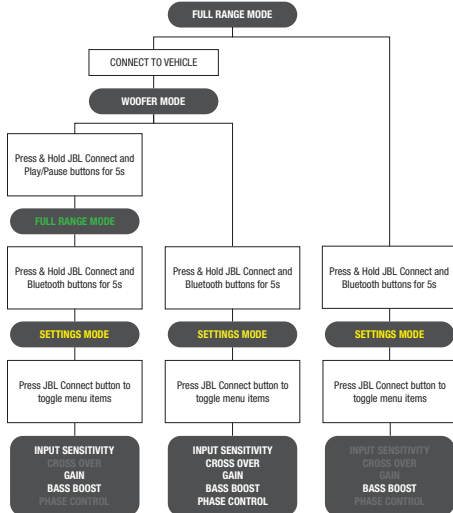 FULL RANGE MODE
CONNECT TO VEHICLE
WOOFER MODE
Press & Hold JBL Connect and
Play/Pause buttons for 5s
FULL RANGE MODE
Press & Hold JBL Connect and
Bluetooth buttons for 5s
SETTINGS MODE
Press JBL Connect button to
toggle menu items
INPUT SENSITIVITY
CROSS OVER
GAIN
BASS BOOST
PHASE CONTROL
Press & Hold JBL Connect and
Bluetooth buttons for 5s
SETTINGS MODE
Press JBL Connect button to
toggle menu items
INPUT SENSITIVITY
CROSS OVER
GAIN
BASS BOOST
PHASE CONTROL
Press & Hold JBL Connect and
Bluetooth buttons for 5s
SETTINGS MODE
Press JBL Connect button to
toggle menu items
INPUT SENSITIVITY
CROSS OVER
GAIN
BASS BOOST
PHASE CONTROL